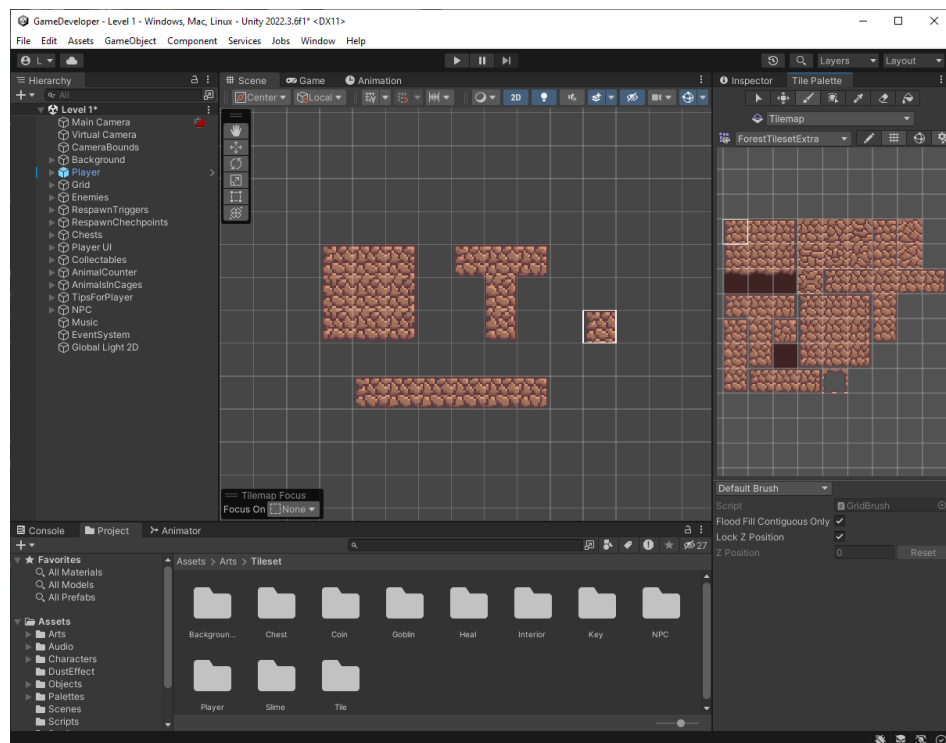 GameDeveloper - Level 1 - Windows, Mac, Linux - Unity 2022.3.6f1* <DX11>
File Edit Assets GameObject Component Services Jobs Window Help
L Layers Layout
Hierarchy Scene Game Animation Inspector Tile Palette
All Center Local 2D
Level 1*
Main Camera
Virtual Camera
CameraBounds
Background
Player
Grid
Enemies
RespawnTriggers
RespawnChechpoints
Chests
Player UI
Collectables
AnimalCounter
AnimalsInCages
TipsForPlayer
NPC
Music
EventSystem
Global Light 2D
Tilemap
ForestTilesetExtra
Tilemap Focus
Focus On None
Default Brush
Script GridBrush
Flood Fill Contiguous Only
Lock Z Position
Z Position 0 Reset
Console Project Animator
27
Favorites
All Materials
All Models
All Prefabs
Assets
Arts
Audio
Characters
DustEffect
Objects
Palettes
Scenes
Scripts
Assets > Arts > Tileset
Backgroun... Chest Coin Goblin Heal Interior Key NPC
Player Slime Tile